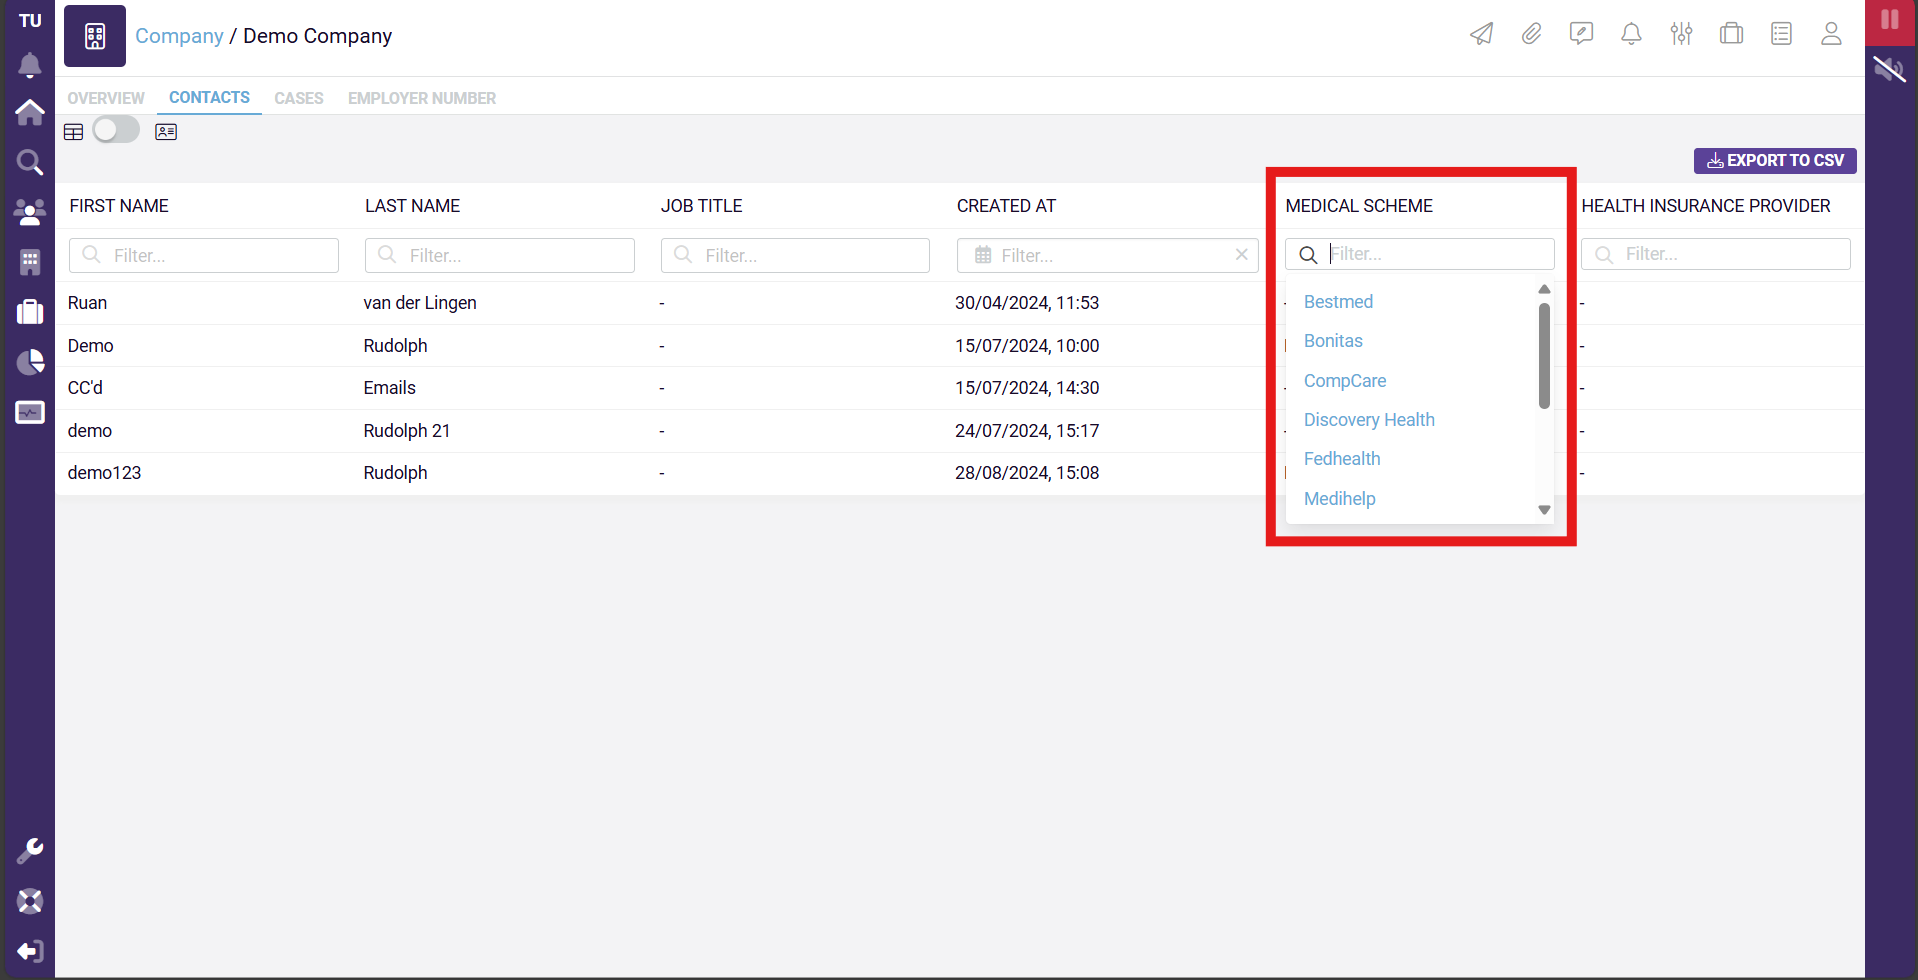 TU
Company / Demo Company
OVERVIEW CONTACTS CASES EMPLOYER NUMBER
EXPORT TO CSV
FIRST NAME LAST NAME JOB TITLE CREATED AT MEDICAL SCHEME HEALTH INSURANCE PROVIDER
Filter... Filter... Filter... Filter... Filter... Filter...
Ruan van der Lingen - 30/04/2024, 11:53 - -
Demo Rudolph - 15/07/2024, 10:00 -
CC'd Emails - 15/07/2024, 14:30 - -
demo Rudolph 21 - 24/07/2024, 15:17 - -
demo123 Rudolph - 28/08/2024, 15:08 -
Bestmed
Bonitas
CompCare
Discovery Health
Fedhealth
Medihelp